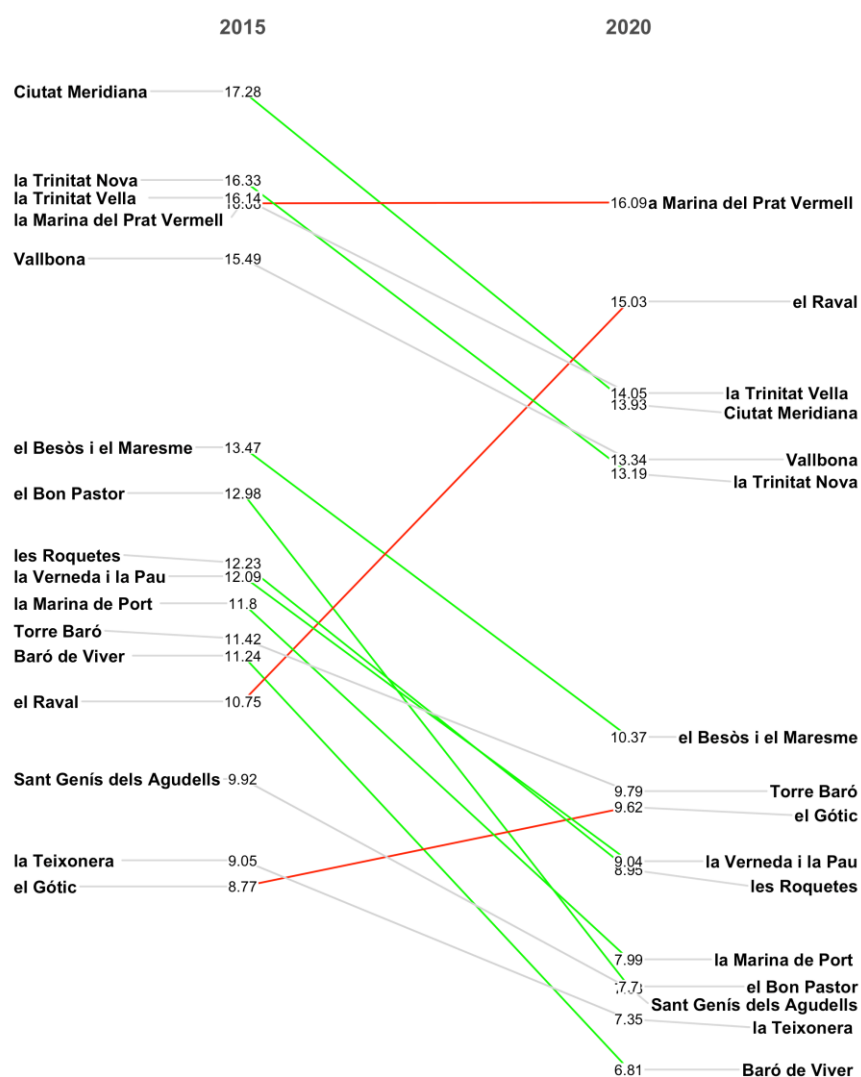 2015 2020
Ciutat Meridiana 17.28
la Trinitat Nova 16.33
la Trinitat Vella 16.14
la Marina del Prat Vermell
16.09 a Marina del Prat Vermell
Vallbona 15.49
15.03 el Raval
14.05 la Trinitat Vella
13.93 Ciutat Meridiana
el Besòs i el Maresme 13.47
13.34 Vallbona
13.19 la Trinitat Nova
el Bon Pastor 12.98
les Roquetes 12.23
la Verneda i la Pau 12.09
la Marina de Port 11.8
Torre Baró 11.42
Baró de Viver 11.24
el Raval 10.75
10.37 el Besòs i el Maresme
Sant Genís dels Agudells 9.92
9.79 Torre Baró
9.62 el Gótic
la Teixonera 9.05
9.04 la Verneda i la Pau
8.95 les Roquetes
el Gótic 8.77
7.99 la Marina de Port
el Bon Pastor
Sant Genís dels Agudells
7.35 la Teixonera
6.81 Baró de Viver